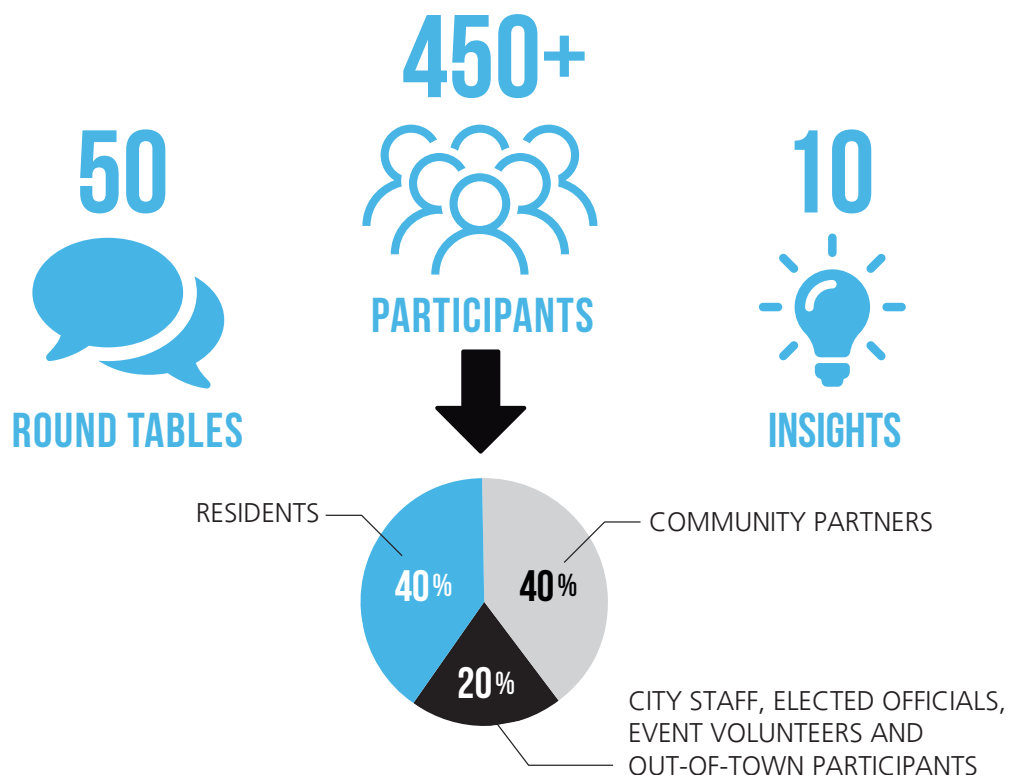 450+
PARTICIPANTS
50
ROUND TABLES
10
INSIGHTS
RESIDENTS
40%
COMMUNITY PARTNERS
40%
20%
CITY STAFF, ELECTED OFFICIALS,
EVENT VOLUNTEERS AND
OUT-OF-TOWN PARTICIPANTS